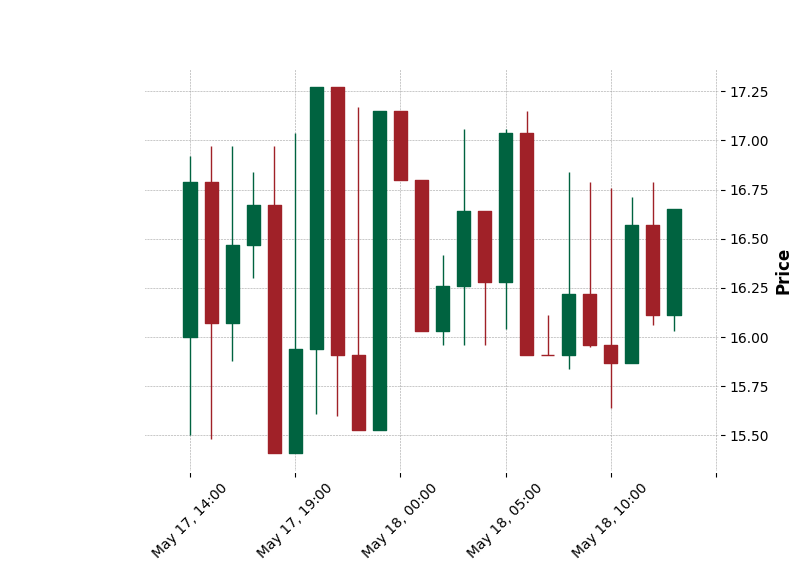 17.25
17.00
16.75
16.50
16.25
16.00
15.75
15.50
Price
May 17, 14:00
May 17, 19:00
May 18, 00:00
May 18, 05:00
May 18, 10:00